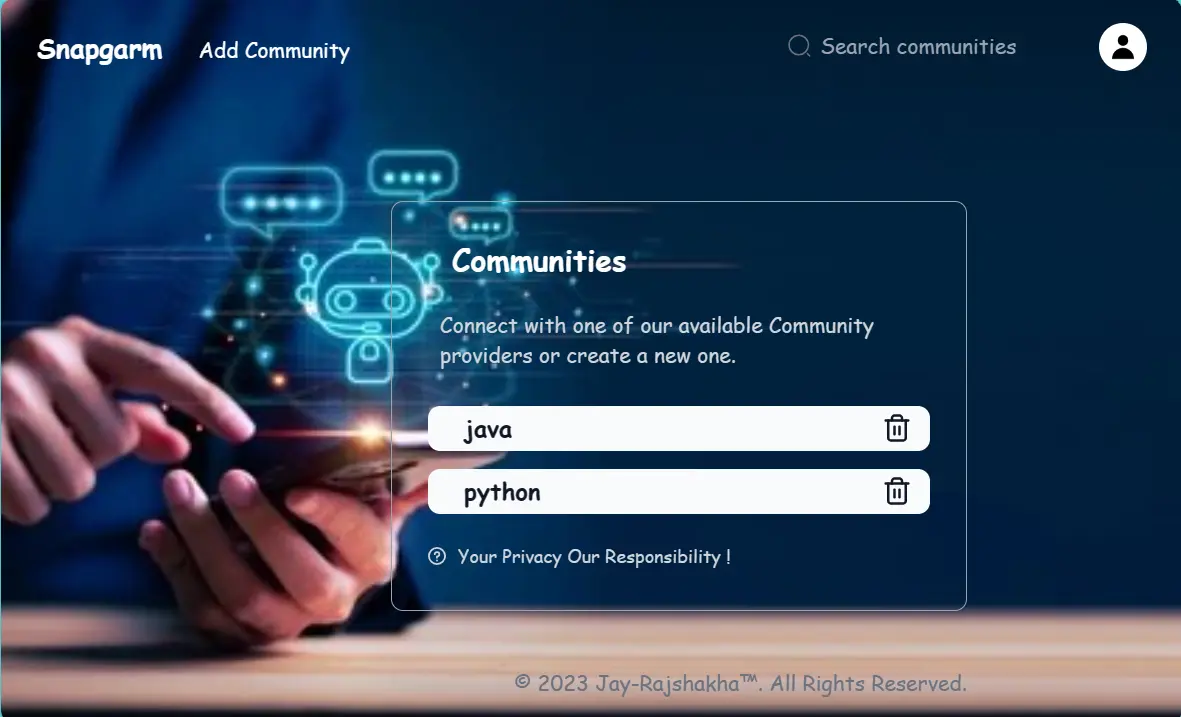 Snapgarm
Add Community
Search communities
Communities
Connect with one of our available Community
providers or create a new one.
java
python
Your Privacy Our Responsibility !
© 2023 Jay-Rajshakha™. All Rights Reserved.